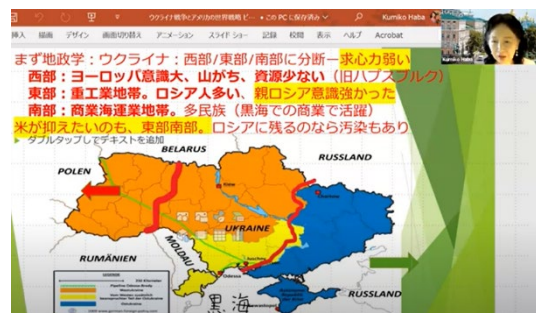 ウクライナ戦争とアメリカの世界戦略 ピー… • この PC に保存済み
Kumiko Haba
挿入 描画 デザイン 画面切り替え アニメーション スライド ショー 記録 校閲 表示 ヘルプ Acrobat
Kumiko Haba
まず地政学：ウクライナ：西部/東部/南部に分断―求心力弱い
西部：ヨーロッパ意識大、山がち、資源少ない（旧ハプスブルク）
東部：重工業地帯。ロシア人多い、親ロシア意識強かった
南部：商業海運業地帯。多民族（黒海での商業で活躍）
米が抑えたいのも、東部南部。ロシアに残るのなら汚染もあり
ダブルタップしてテキストを追加
BELARUS
RUSSLAND
POLEN
UKRAINE
MOLDAU
RUMÄNIEN
Odessa
RUSSLAND
黒海